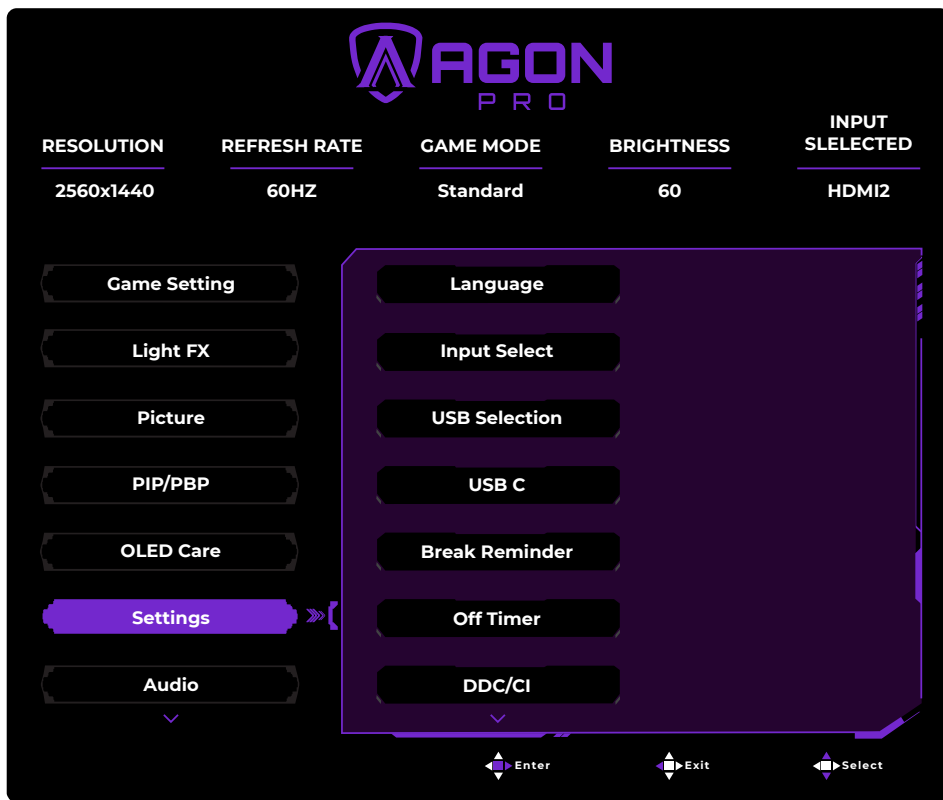 AGON
PRO
RESOLUTION
REFRESH RATE
GAME MODE
BRIGHTNESS
INPUT
SLELECTED
2560x1440
60HZ
Standard
60
HDMI2
Game Setting
Light FX
Picture
PIP/PBP
OLED Care
Settings
Audio
Language
Input Select
USB Selection
USB C
Break Reminder
Off Timer
DDC/CI
Enter
Exit
Select